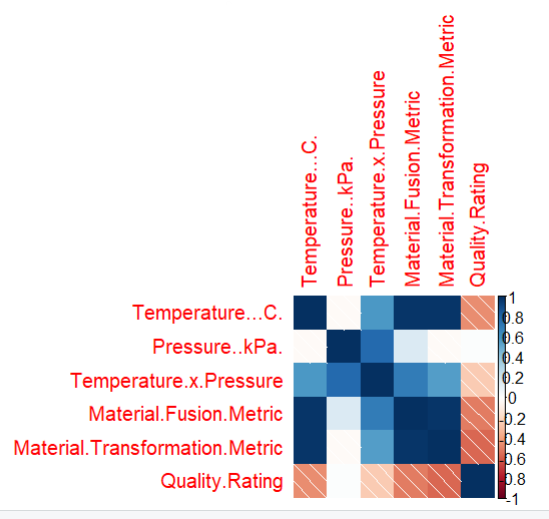 Temperature...C.
Pressure..kPa.
Temperature.x.Pressure
Material.Fusion.Metric
Material.Transformation.Metric
Quality.Rating
Temperature...C.
Pressure..kPa.
Temperature.x.Pressure
Material.Fusion.Metric
Material.Transformation.Metric
Quality.Rating
1
0.8
0.6
0.4
0.2
0
-0.2
-0.4
-0.6
-0.8
-1